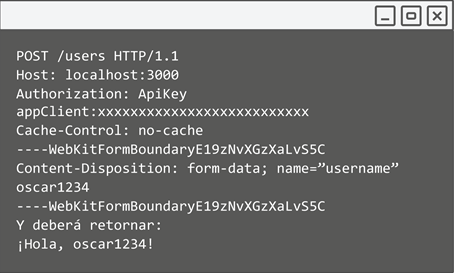 POST /users HTTP/1.1
Host: localhost:3000
Authorization: ApiKey
appClient:xxxxxxxxxxxxxxxxxxxxxxxxxx
Cache-Control: no-cache
----WebKitFormBoundaryE19zNvXGzXaLvS5C
Content-Disposition: form-data; name=”username”
oscar1234
----WebKitFormBoundaryE19zNvXGzXaLvS5C
Y deberá retornar:
¡Hola, oscar1234!